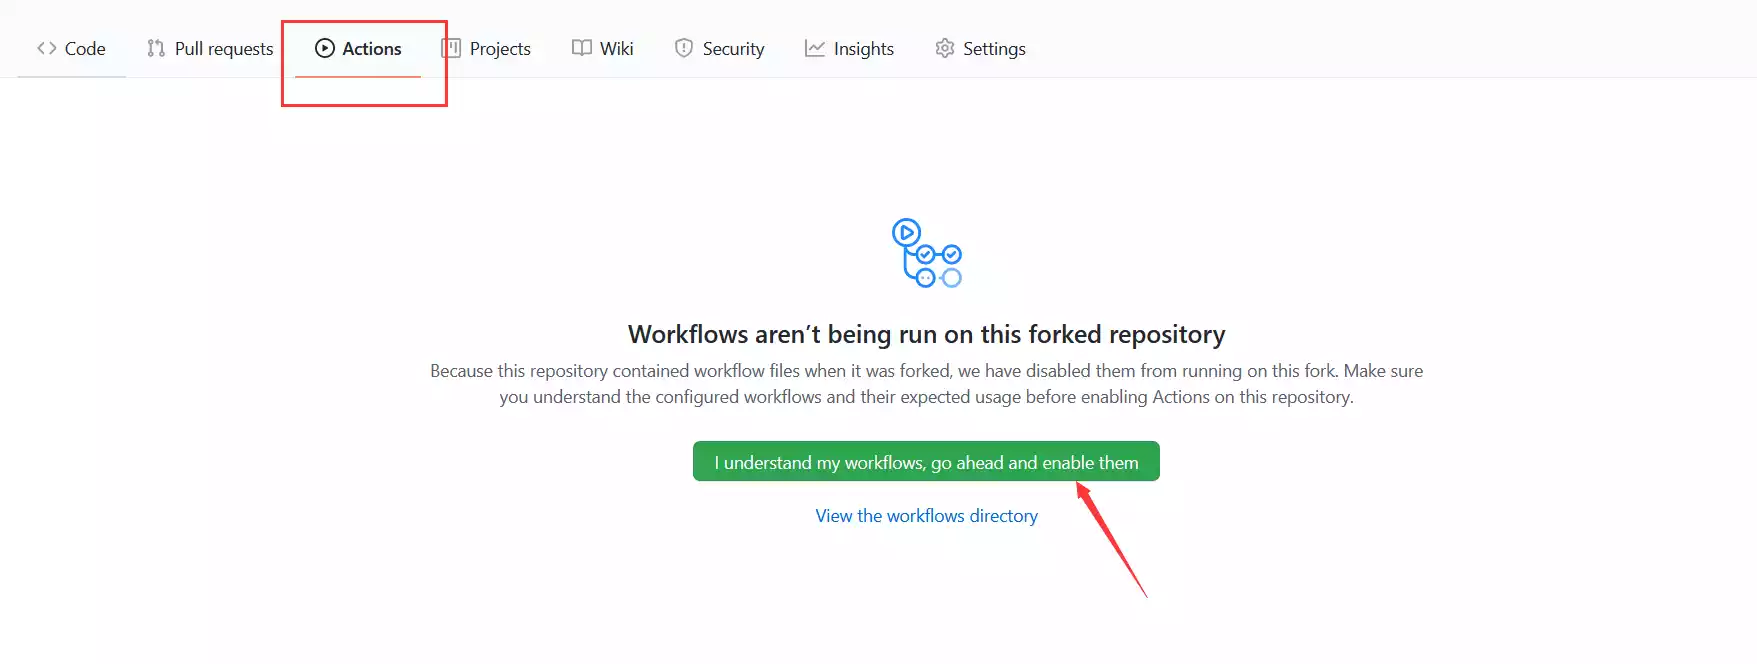 Code Pull requests Actions Projects Wiki Security Insights Settings
Workflows aren’t being run on this forked repository
Because this repository contained workflow files when it was forked, we have disabled them from running on this fork. Make sure
you understand the configured workflows and their expected usage before enabling Actions on this repository.
I understand my workflows, go ahead and enable them
View the workflows directory